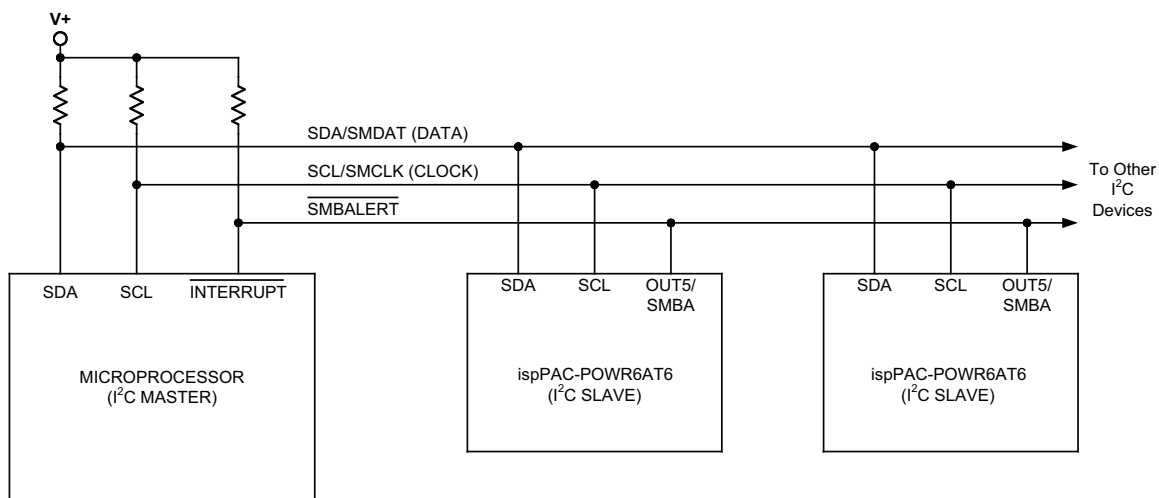 V+
SDA/SMDAT (DATA)
SCL/SMCLK (CLOCK)
SMBALERT
To Other
I²C
Devices
SDA SCL INTERRUPT
MICROPROCESSOR
(I²C MASTER)
SDA SCL OUT5/
SMBA
ispPAC-POWR6AT6
(I²C SLAVE)
SDA SCL OUT5/
SMBA
ispPAC-POWR6AT6
(I²C SLAVE)